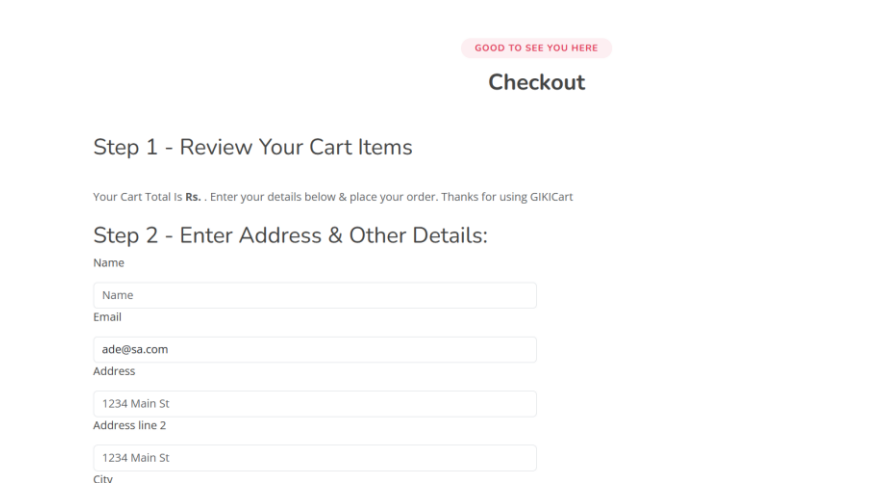 GOOD TO SEE YOU HERE
Checkout
Step 1 - Review Your Cart Items
Your Cart Total Is Rs. . Enter your details below & place your order. Thanks for using GIKICart
Step 2 - Enter Address & Other Details:
Name
Name
Email
ade@sa.com
Address
1234 Main St
Address line 2
1234 Main St
City